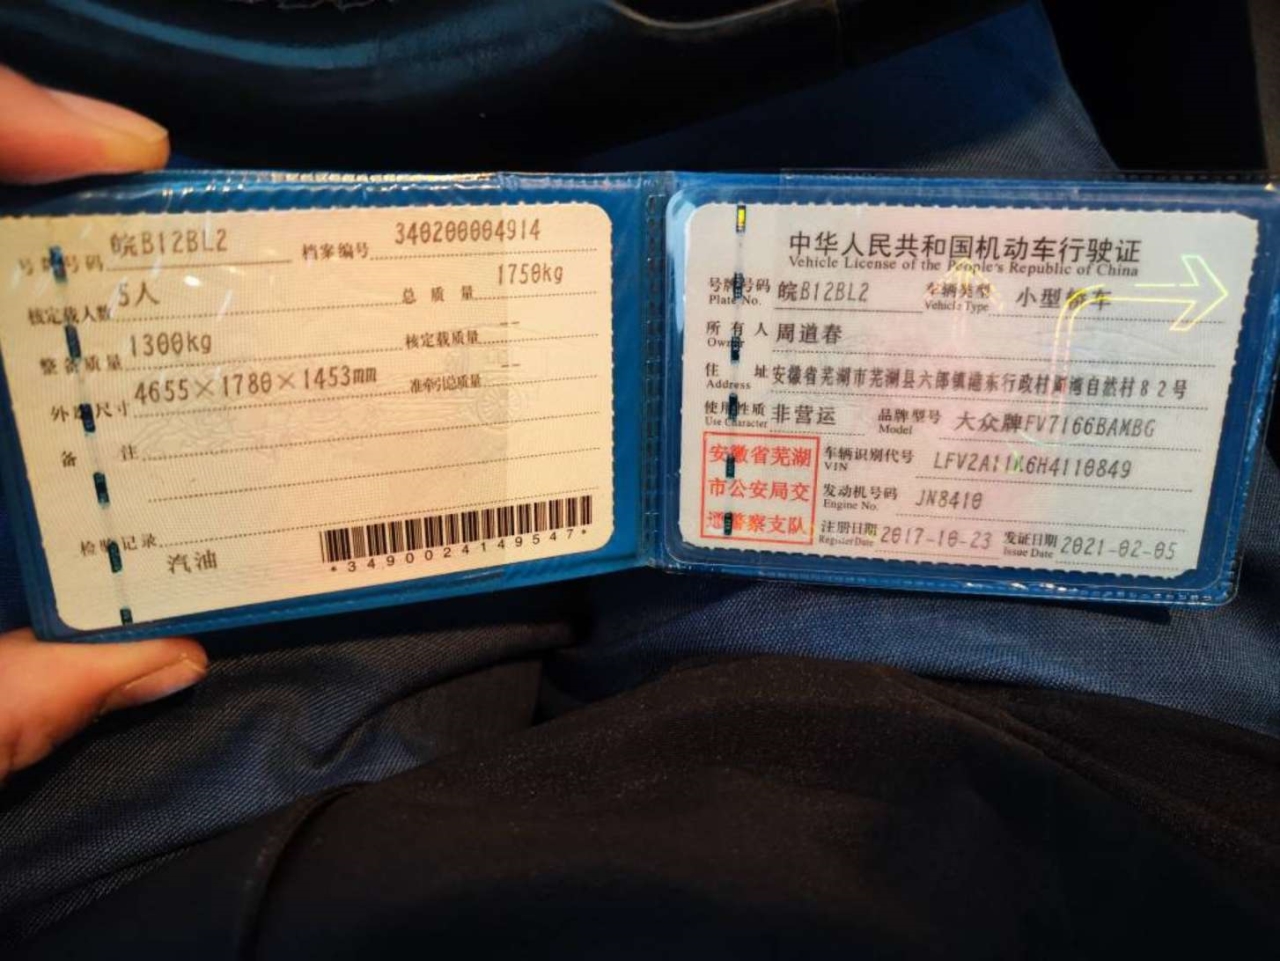 号牌号码 皖B12BL2 档案编号 340200004914
核定载人数 5人 总质量 1750kg
整备质量 1300kg 核定载质量 --
外廓尺寸 4655×1780×1453mm 准牵引总质量 --
备注
检验记录
汽油
*3490024149547*
中华人民共和国机动车行驶证
Vehicle License of the People's Republic of China
号牌号码 皖B12BL2 车辆类型 小型轿车
Plate No. Vehicle Type
所有人 周道春
Owner
住址 安徽省芜湖市芜湖县六郎镇 东行政村 自然村82号
Address
使用性质 非营运 品牌型号 大众牌FV7166BAMBG
Use Character Model
安徽省芜湖
市公安局交
通警察支队
车辆识别代号 LFV2A11K6H4110849
VIN
发动机号码 JN8410
Engine No.
注册日期 2017-10-23 发证日期 2021-02-05
Register Date Issue Date